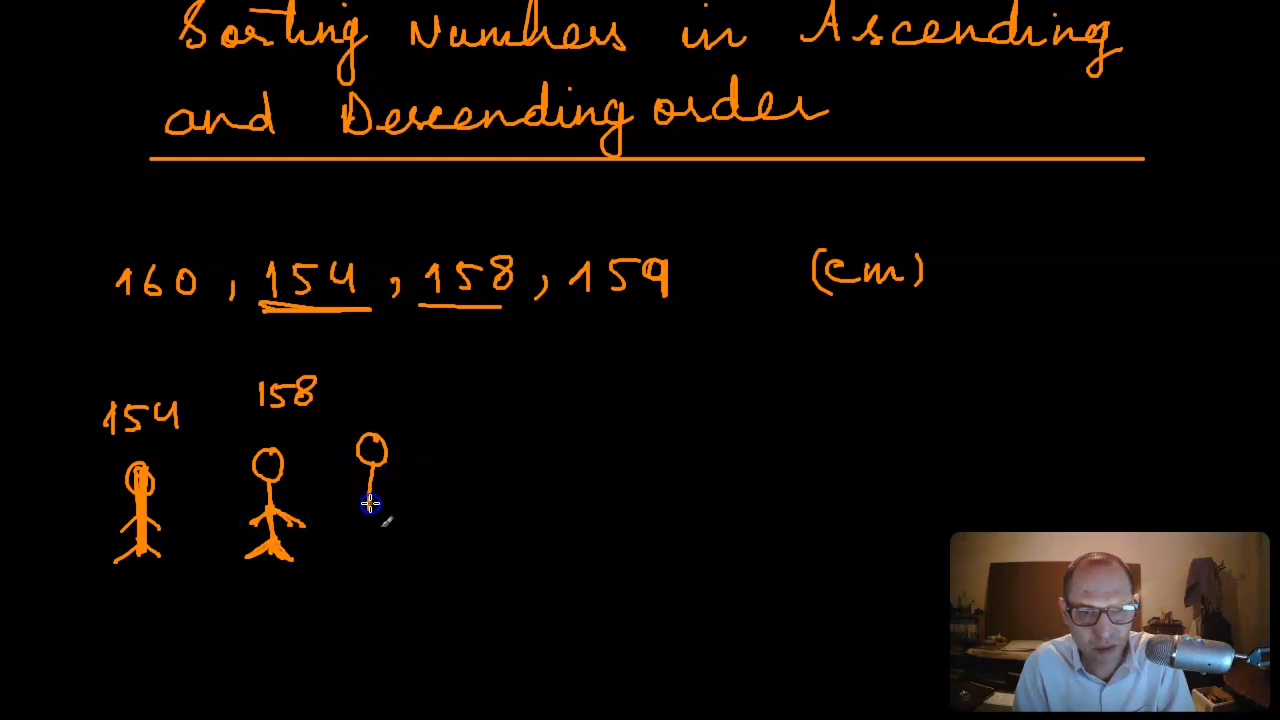 Sorting Numbers in Ascending
and Descending order
160, 154, 158, 159 (cm)
154 158